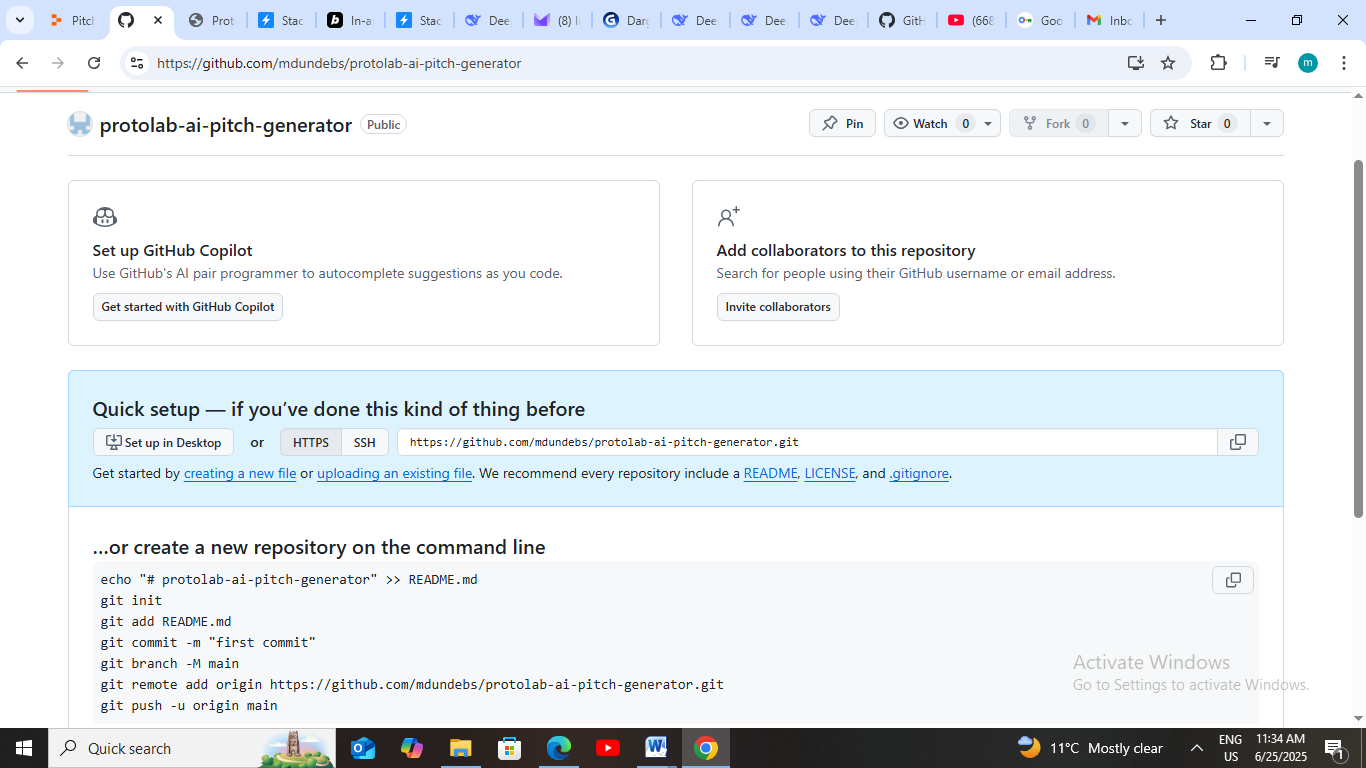 Pitch
Prot
Stac
In-a
Stac
Dee
(8) I
Darg
Dee
Dee
Dee
GitH
(668
Goo
Inbo
https://github.com/mdundebs/protolab-ai-pitch-generator
m
protolab-ai-pitch-generator Public
Pin
Watch 0
Fork 0
Star 0
Set up GitHub Copilot
Use GitHub's AI pair programmer to autocomplete suggestions as you code.
Get started with GitHub Copilot
Add collaborators to this repository
Search for people using their GitHub username or email address.
Invite collaborators
Quick setup — if you’ve done this kind of thing before
Set up in Desktop or HTTPS SSH https://github.com/mdundebs/protolab-ai-pitch-generator.git
Get started by creating a new file or uploading an existing file. We recommend every repository include a README, LICENSE, and .gitignore.
…or create a new repository on the command line
echo "# protolab-ai-pitch-generator" >> README.md
git init
git add README.md
git commit -m "first commit"
git branch -M main
git remote add origin https://github.com/mdundebs/protolab-ai-pitch-generator.git
git push -u origin main
Activate Windows
Go to Settings to activate Windows.
Quick search
11°C Mostly clear
ENG
US
11:34 AM
6/25/2025
1